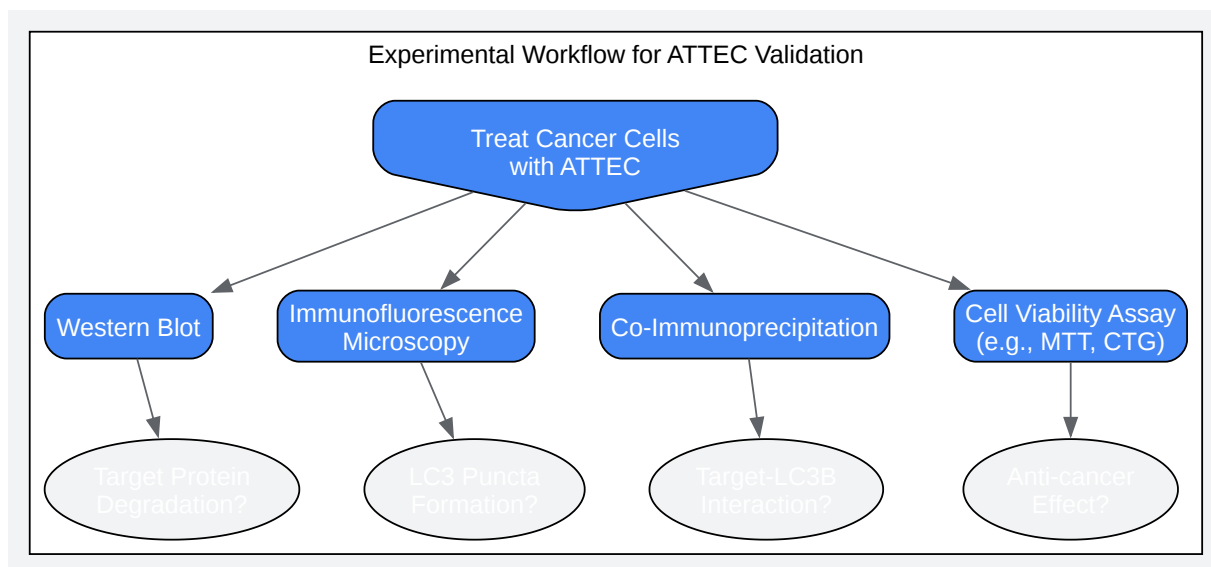 Experimental Workflow for ATTEC Validation
Treat Cancer Cells
with ATTEC
Western Blot
Immunofluorescence
Microscopy
Co-Immunoprecipitation
Cell Viability Assay
(e.g., MTT, CTG)
Target Protein
Degradation?
LC3 Puncta
Formation?
Target-LC3B
Interaction?
Anti-cancer
Effect?